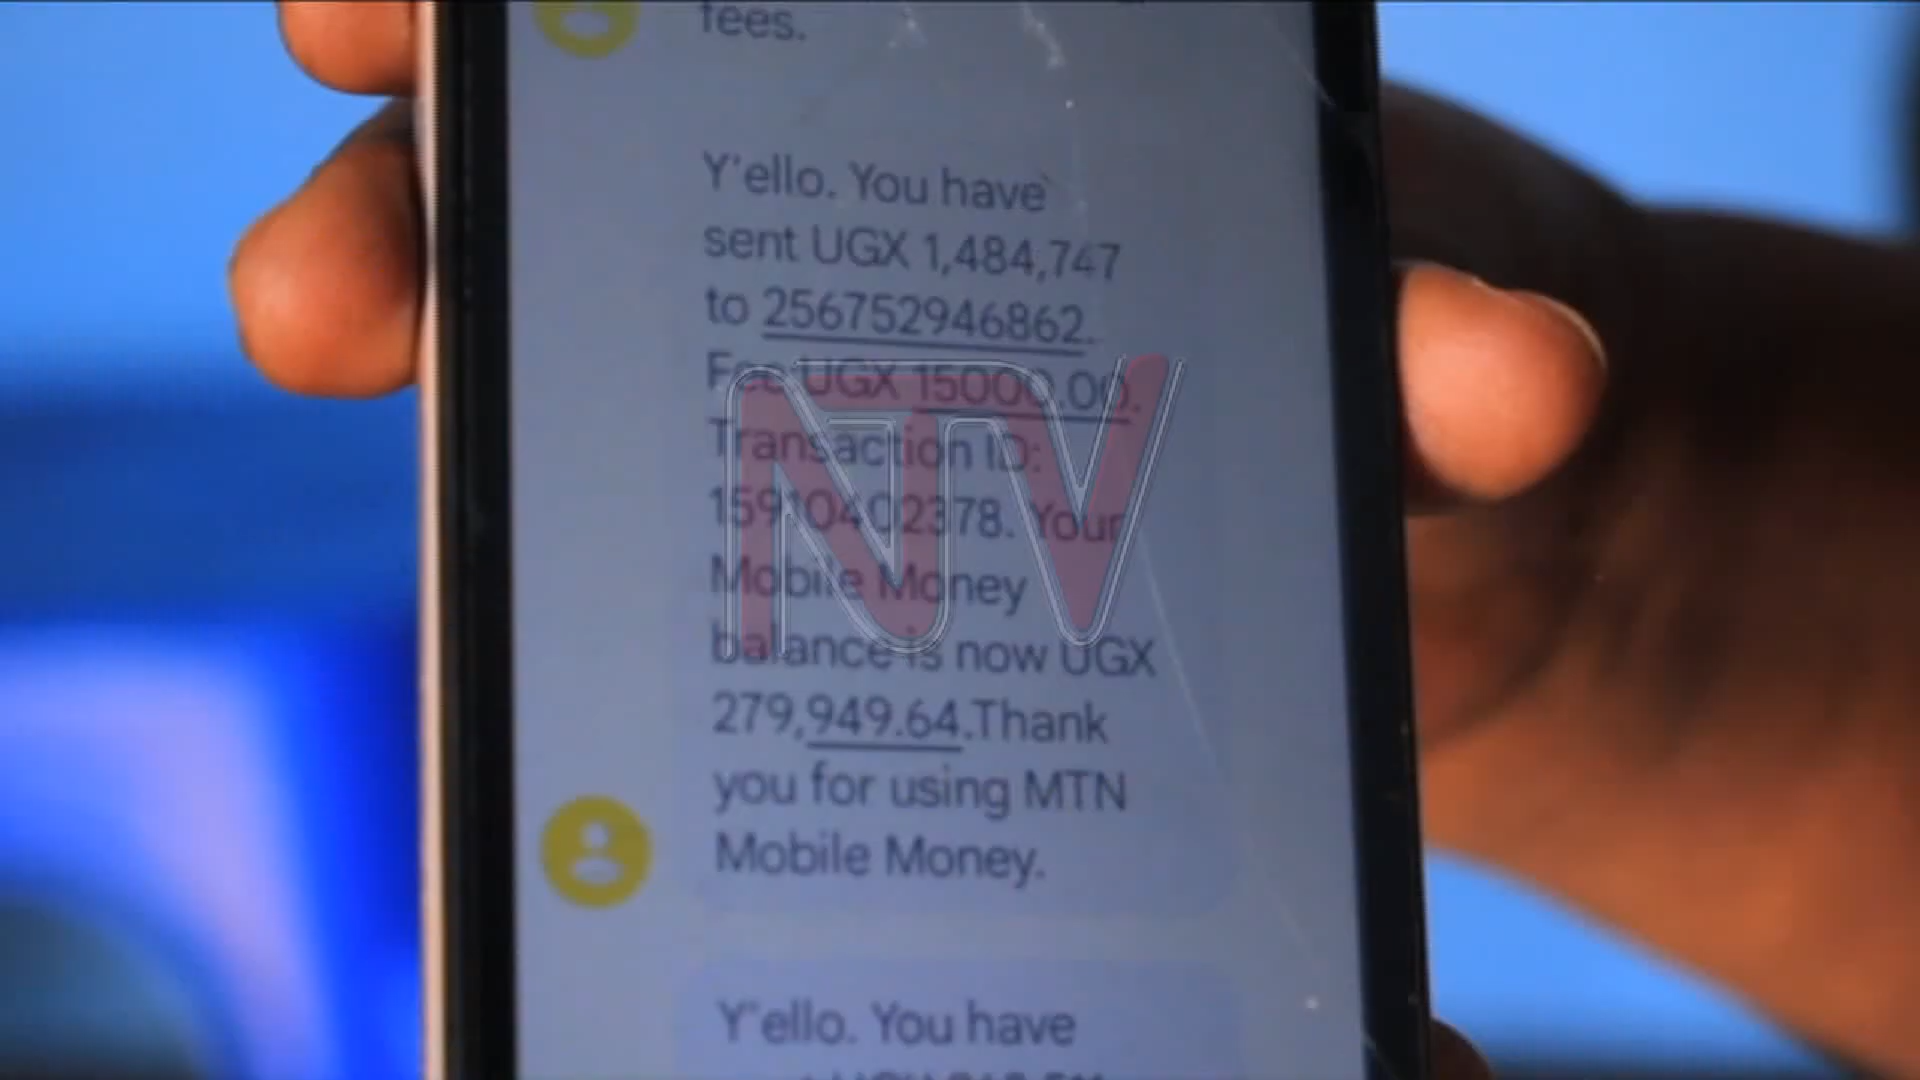 fees.
Y'ello. You have
sent UGX 1,484,747
to 256752946862.
Fee UGX 15000.00.
Transaction ID:
15910402378. Your
Mobile Money
balance is now UGX
279,949.64.Thank
you for using MTN
Mobile Money.
Y'ello. You have
NTV